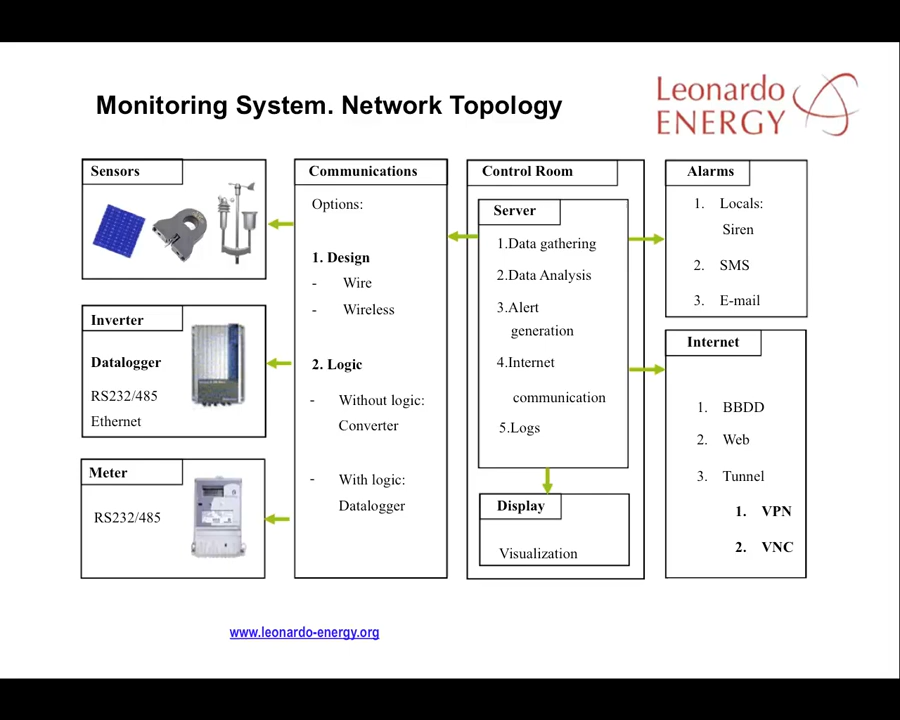 Monitoring System. Network Topology
Leonardo
ENERGY
Sensors
Inverter
Datalogger
RS232/485
Ethernet
Meter
RS232/485
Communications
Options:
1. Design
- Wire
- Wireless
2. Logic
- Without logic:
Converter
- With logic:
Datalogger
Control Room
Server
1.Data gathering
2.Data Analysis
3.Alert
generation
4.Internet
communication
5.Logs
Display
Visualization
Alarms
1. Locals:
Siren
2. SMS
3. E-mail
Internet
1. BBDD
2. Web
3. Tunnel
1. VPN
2. VNC
www.leonardo-energy.org